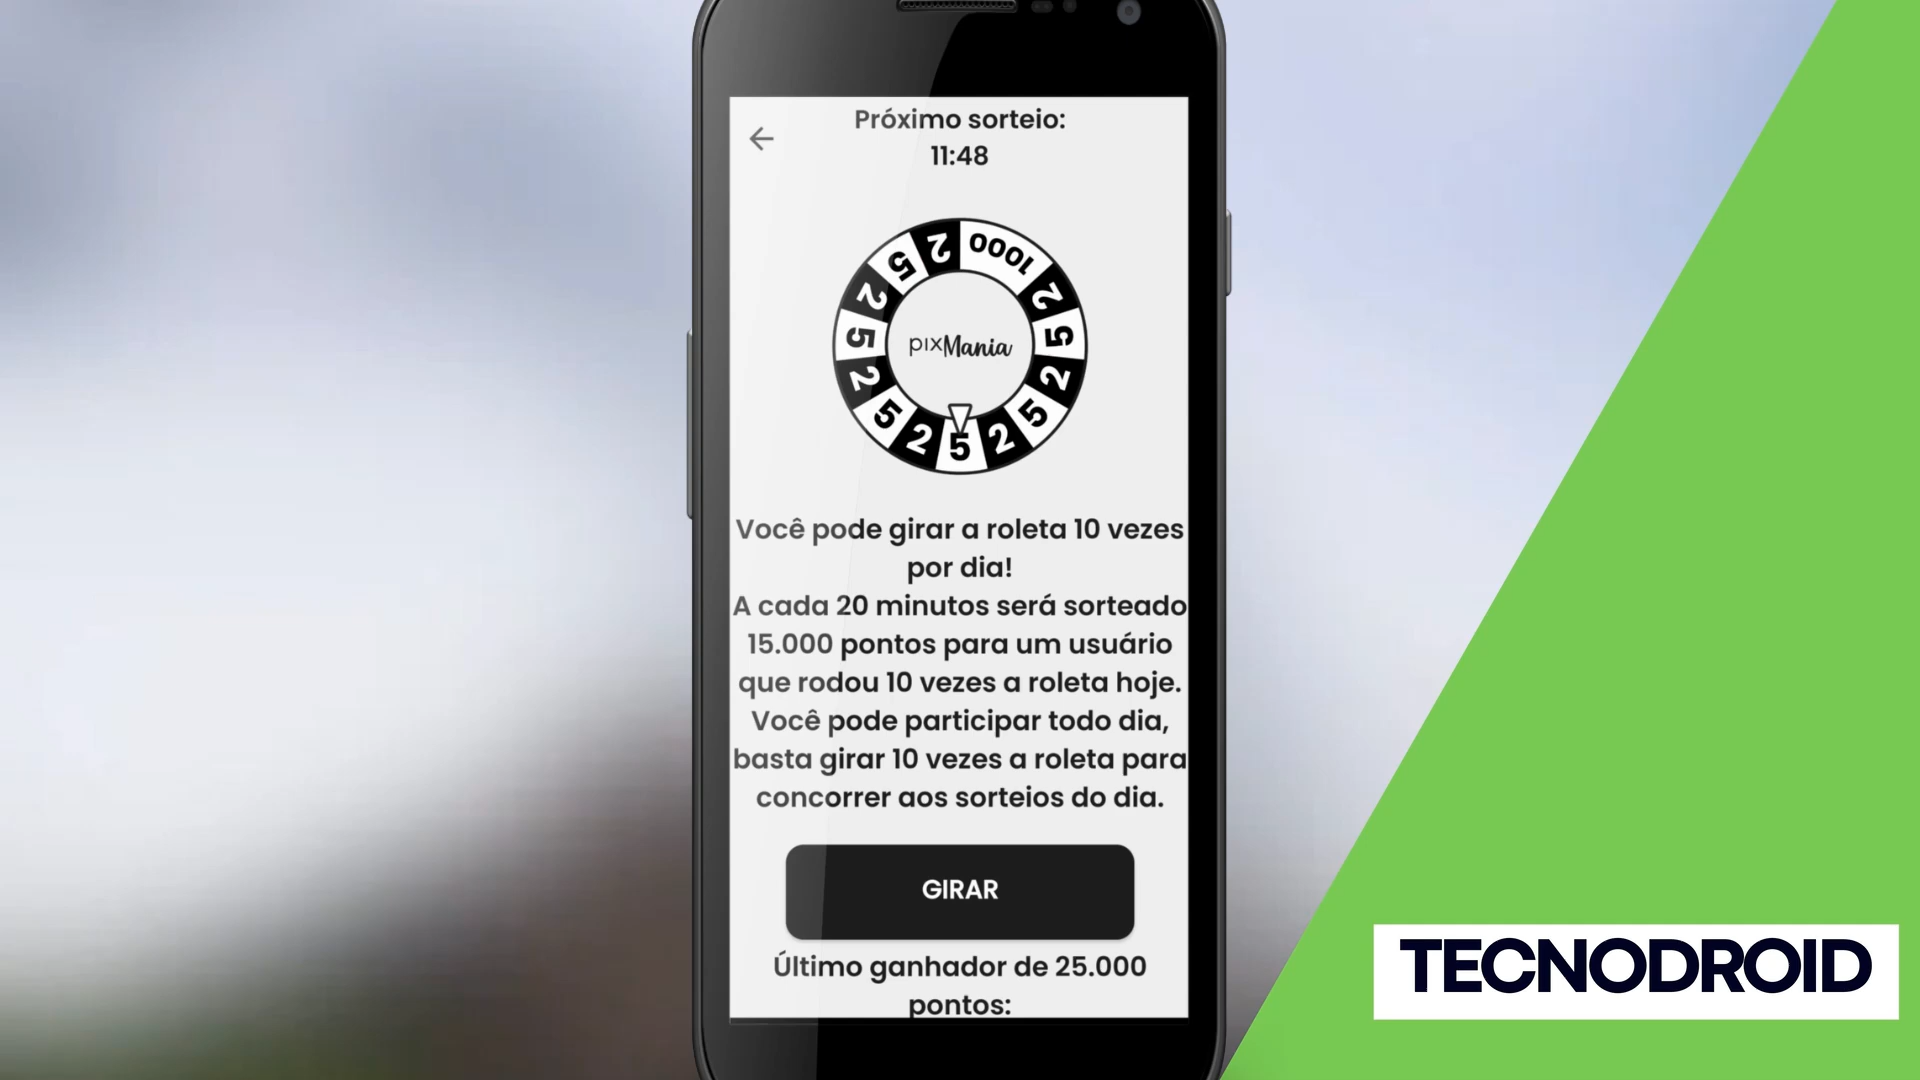 Próximo sorteio:
11:48
1000
2
5
2
5
2
5
2
5
2
5
2
5
2
pixMania
Você pode girar a roleta 10 vezes
por dia!
A cada 20 minutos será sorteado
15.000 pontos para um usuário
que rodou 10 vezes a roleta hoje.
Você pode participar todo dia,
basta girar 10 vezes a roleta para
concorrer aos sorteios do dia.
GIRAR
Último ganhador de 25.000
pontos:
TECNODROID